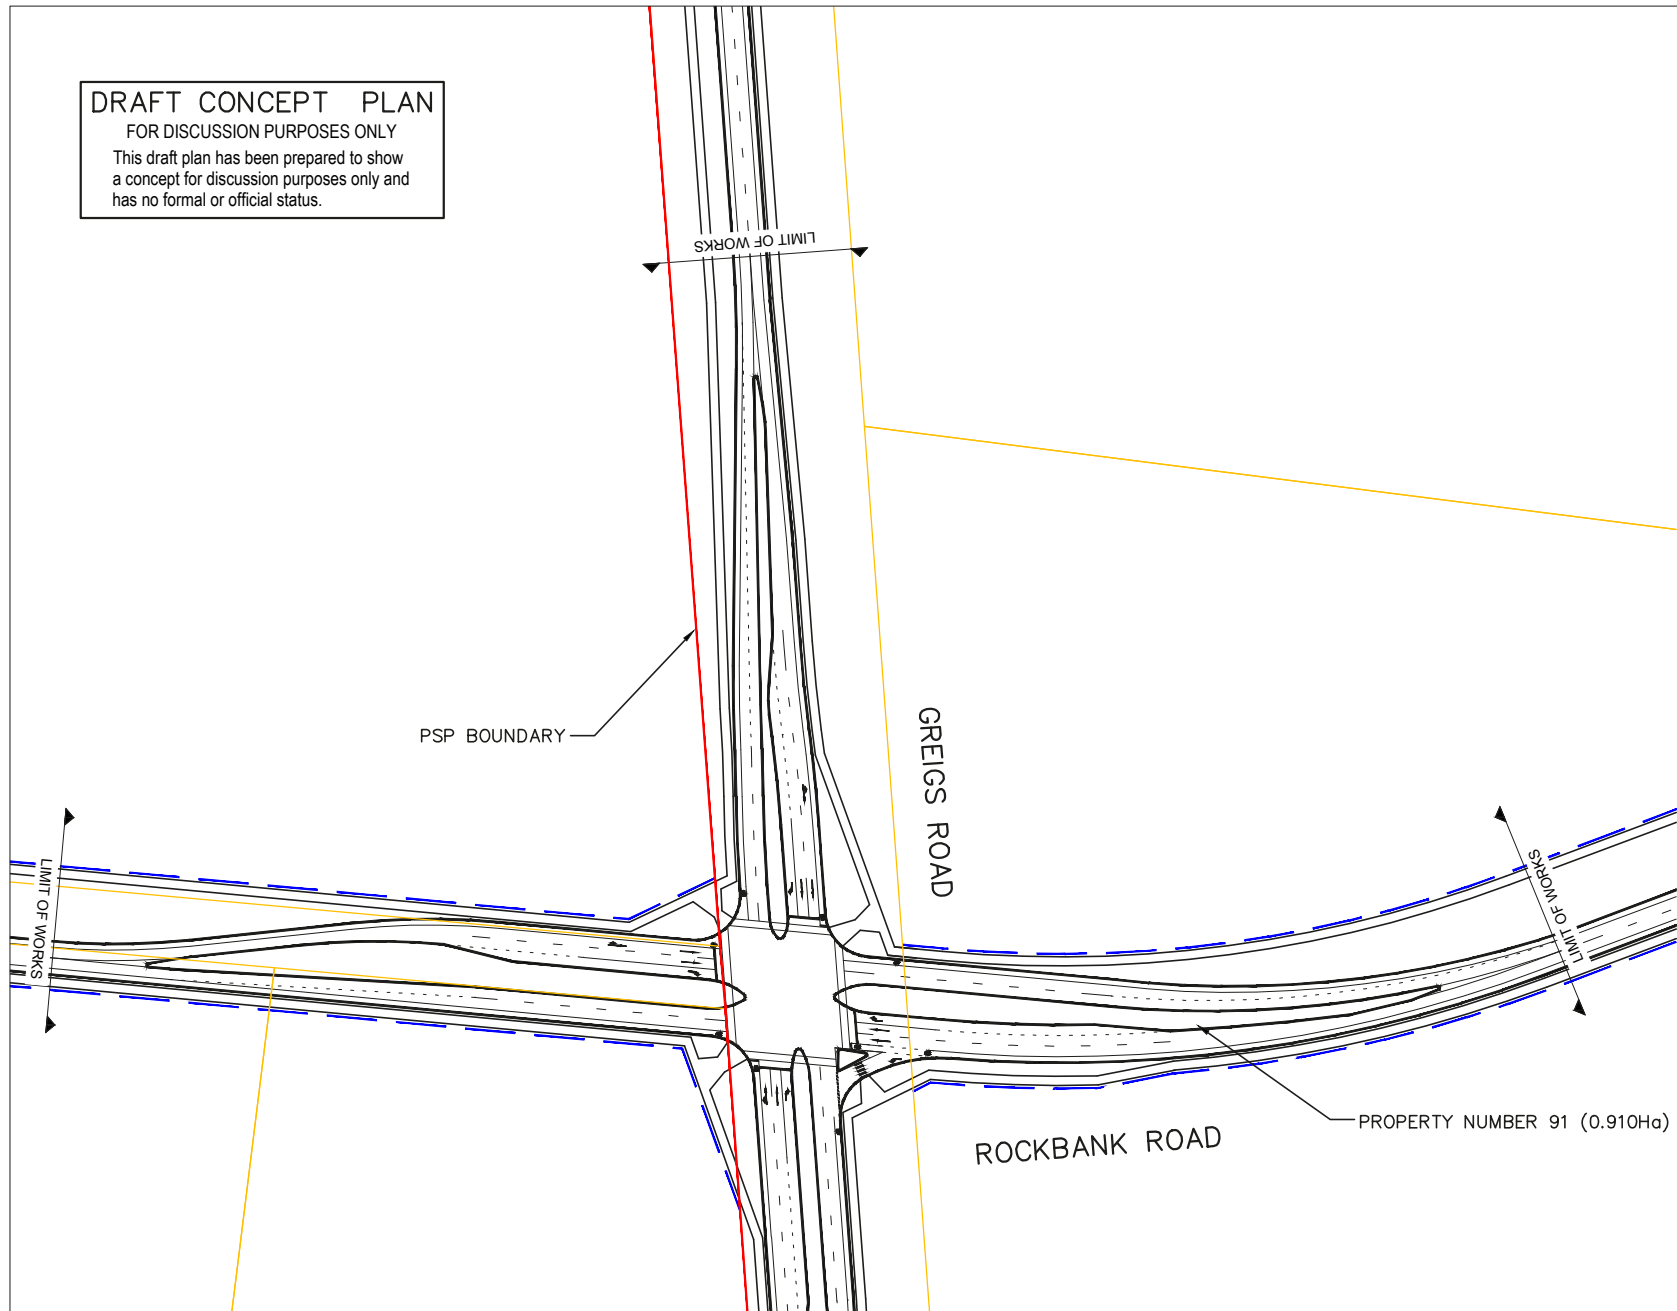 DRAFT CONCEPT PLAN
FOR DISCUSSION PURPOSES ONLY
This draft plan has been prepared to show
a concept for discussion purposes only and
has no formal or official status.
LIMIT OF WORKS
PSP BOUNDARY
GREIGS ROAD
LIMIT OF WORKS
LIMIT OF WORKS
PROPERTY NUMBER 91 (0.910Ha)
ROCKBANK ROAD